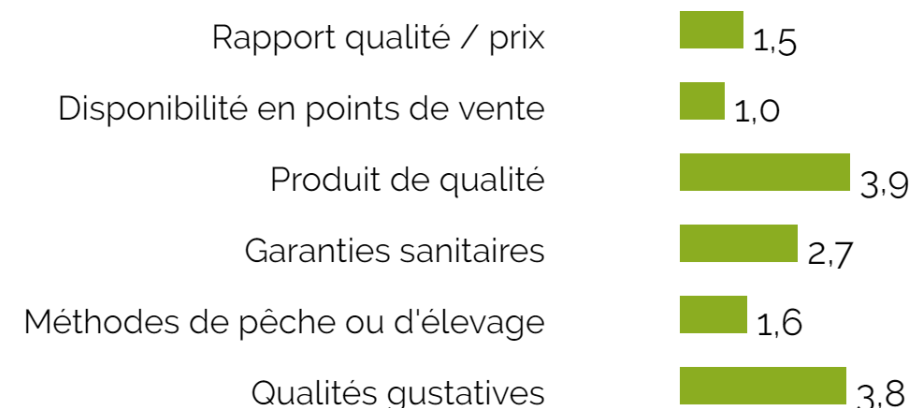 Rapport qualité / prix 1,5
Disponibilité en points de vente 1,0
Produit de qualité 3,9
Garanties sanitaires 2,7
Méthodes de pêche ou d'élevage 1,6
Qualités gustatives 3,8